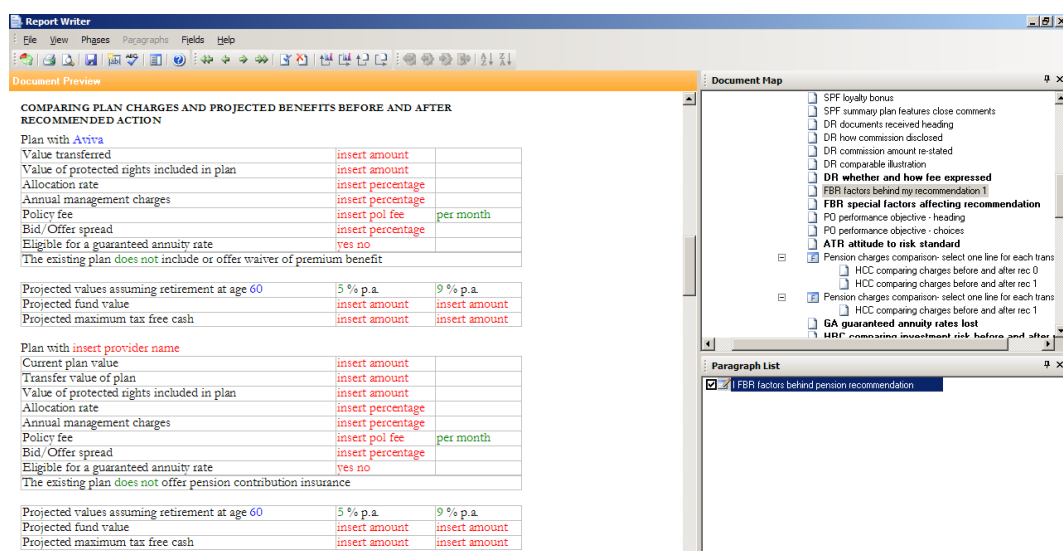 Report Writer
File View Phases Paragraphs Fields Help
Document Preview
COMPARING PLAN CHARGES AND PROJECTED BENEFITS BEFORE AND AFTER
RECOMMENDED ACTION
Plan with Aviva
Value transferred insert amount
Value of protected rights included in plan insert amount
Allocation rate insert percentage
Annual management charges insert percentage
Policy fee insert pol fee per month
Bid/Offer spread insert percentage
Eligible for a guaranteed annuity rate yes no
The existing plan does not include or offer waiver of premium benefit
Projected values assuming retirement at age 60 5 % p.a. 9 % p.a.
Projected fund value insert amount insert amount
Projected maximum tax free cash insert amount insert amount
Plan with insert provider name
Current plan value insert amount
Transfer value of plan insert amount
Value of protected rights included in plan insert amount
Allocation rate insert percentage
Annual management charges insert percentage
Policy fee insert pol fee per month
Bid/Offer spread insert percentage
Eligible for a guaranteed annuity rate yes no
The existing plan does not offer pension contribution insurance
Projected values assuming retirement at age 60 5 % p.a. 9 % p.a.
Projected fund value insert amount insert amount
Projected maximum tax free cash insert amount insert amount
Document Map
SPF loyalty bonus
SPF summary plan features close comments
DR documents received heading
DR how commission disclosed
DR commission amount re-stated
DR comparable illustration
DR whether and how fee expressed
FBR factors behind my recommendation 1
FBR special factors affecting recommendation
PO performance objective - heading
PO performance objective - choices
ATR attitude to risk standard
Pension charges comparison- select one line for each trans
HCC comparing charges before and after rec 0
HCC comparing charges before and after rec 1
Pension charges comparison- select one line for each trans
HCC comparing charges before and after rec 1
GA guaranteed annuity rates lost
HRC comparing investment risk before and after
Paragraph List
I FBR factors behind pension recommendation